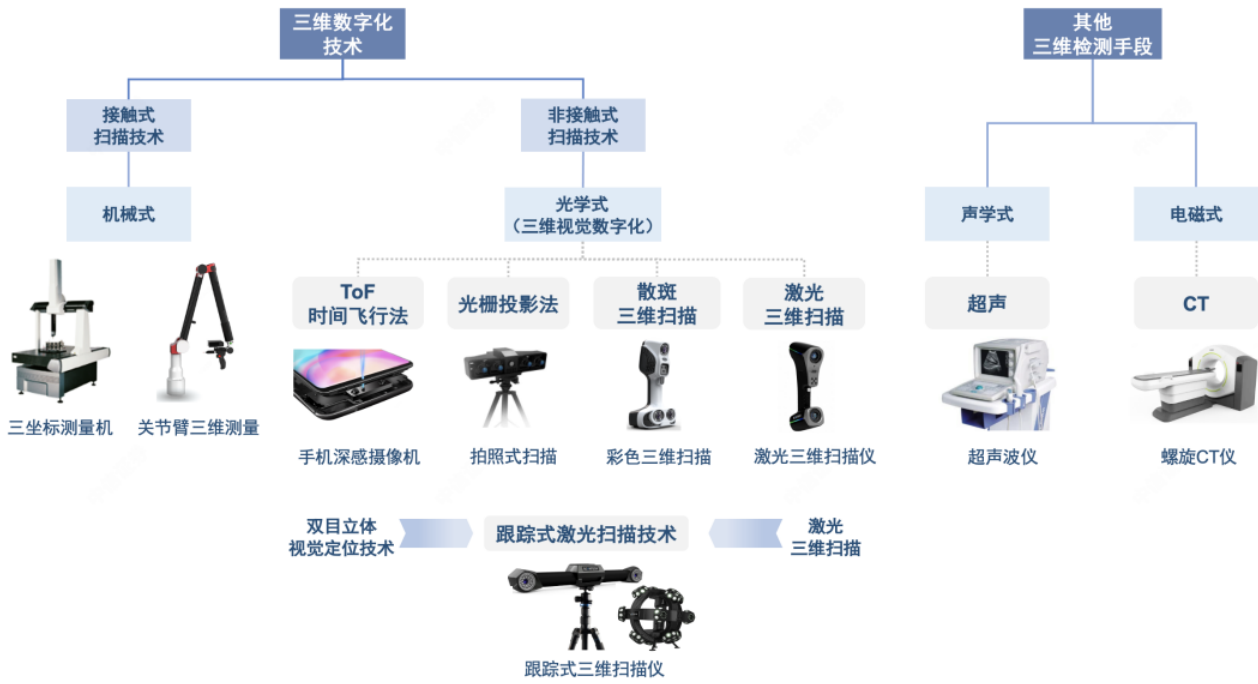 三维数字化
技术
其他
三维检测手段
接触式
扫描技术
非接触式
扫描技术
机械式
光学式
（三维视觉数字化）
声学式
电磁式
ToF
时间飞行法
光栅投影法
散斑
三维扫描
激光
三维扫描
超声
CT
三坐标测量机
关节臂三维测量
手机深感摄像机
拍照式扫描
彩色三维扫描
激光三维扫描仪
超声波仪
螺旋CT仪
双目立体
视觉定位技术
跟踪式激光扫描技术
激光
三维扫描
跟踪式三维扫描仪